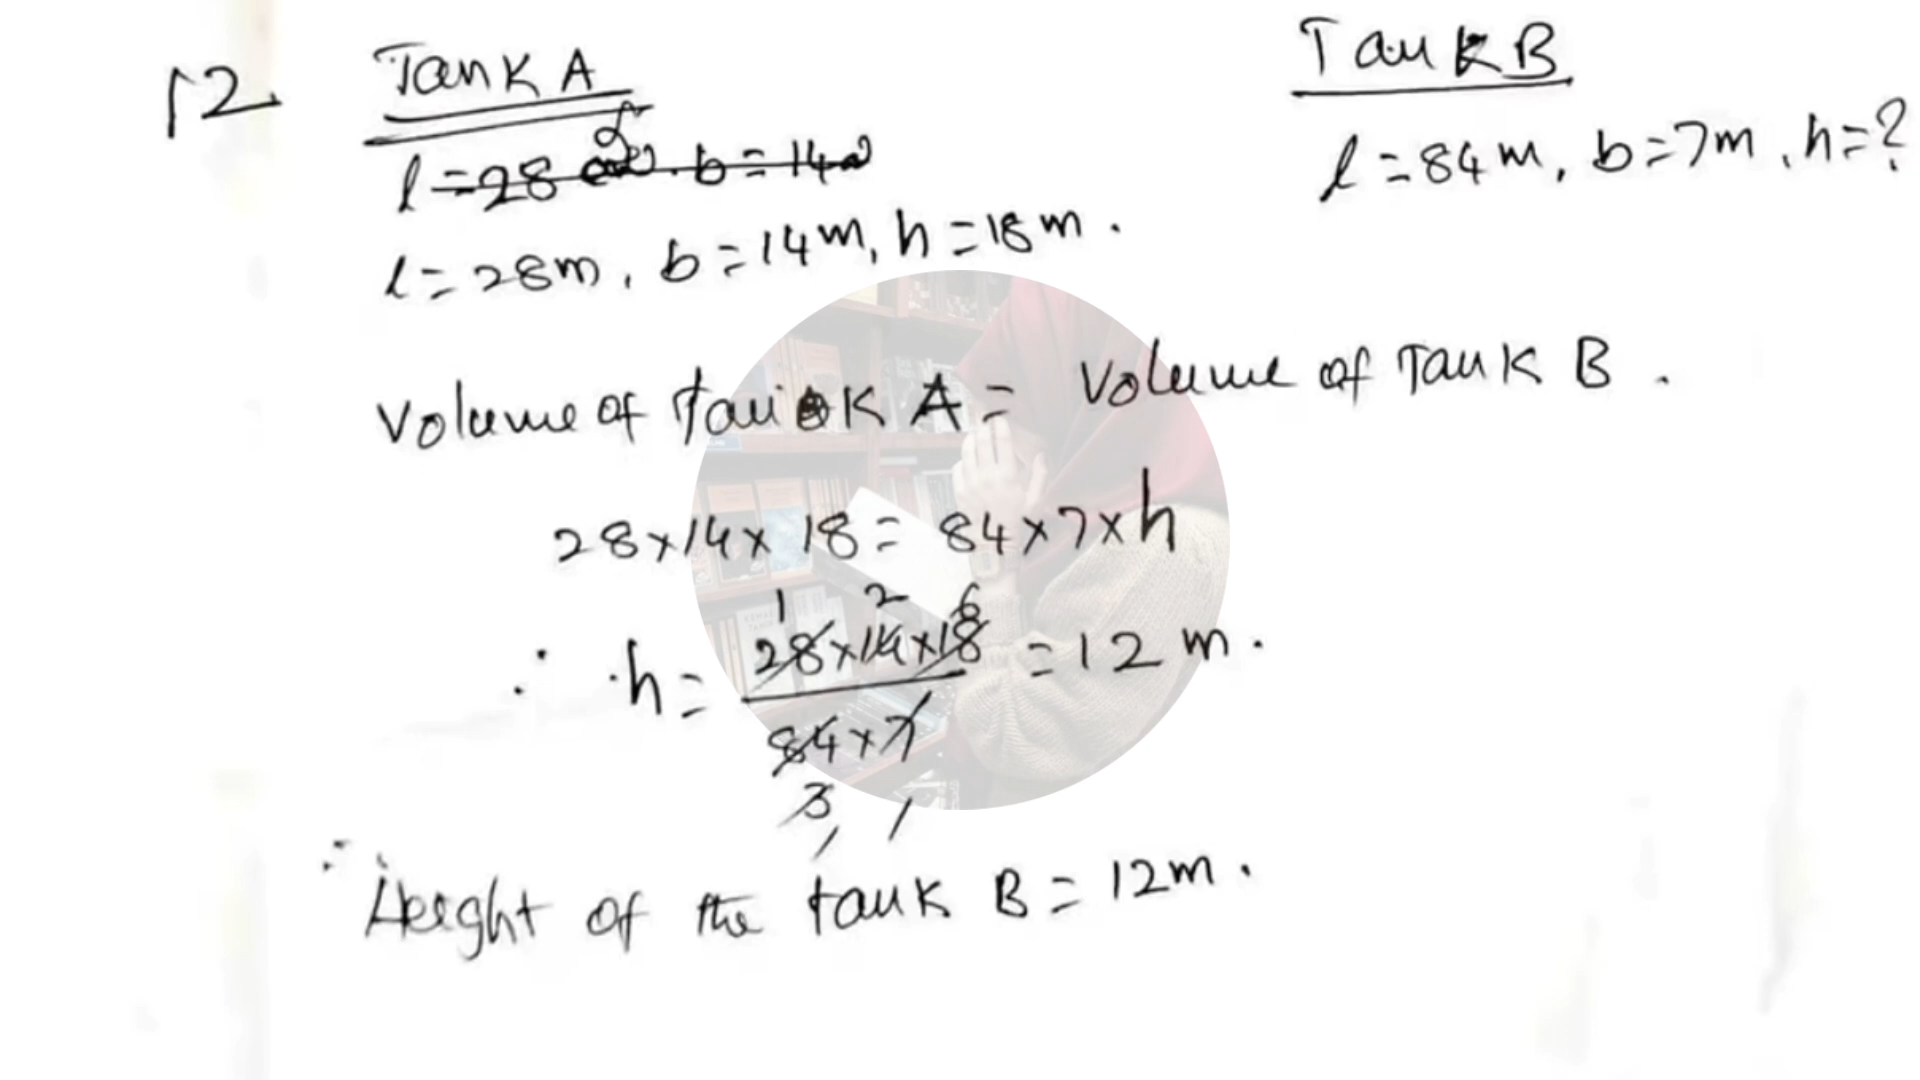 12 Tank A
Tank B
l = 28 b = 14
l = 84m, b = 7m, h = ?
l = 28m, b = 14m, h = 18m.
Volume of tank A = Volume of Tank B.
28 x 14 x 18 = 84 x 7 x h
1 2 6
∴ h = 28 x 14 x 18 = 12 m.
84 x 7
3 1
1
∴ Height of the tank B = 12m.